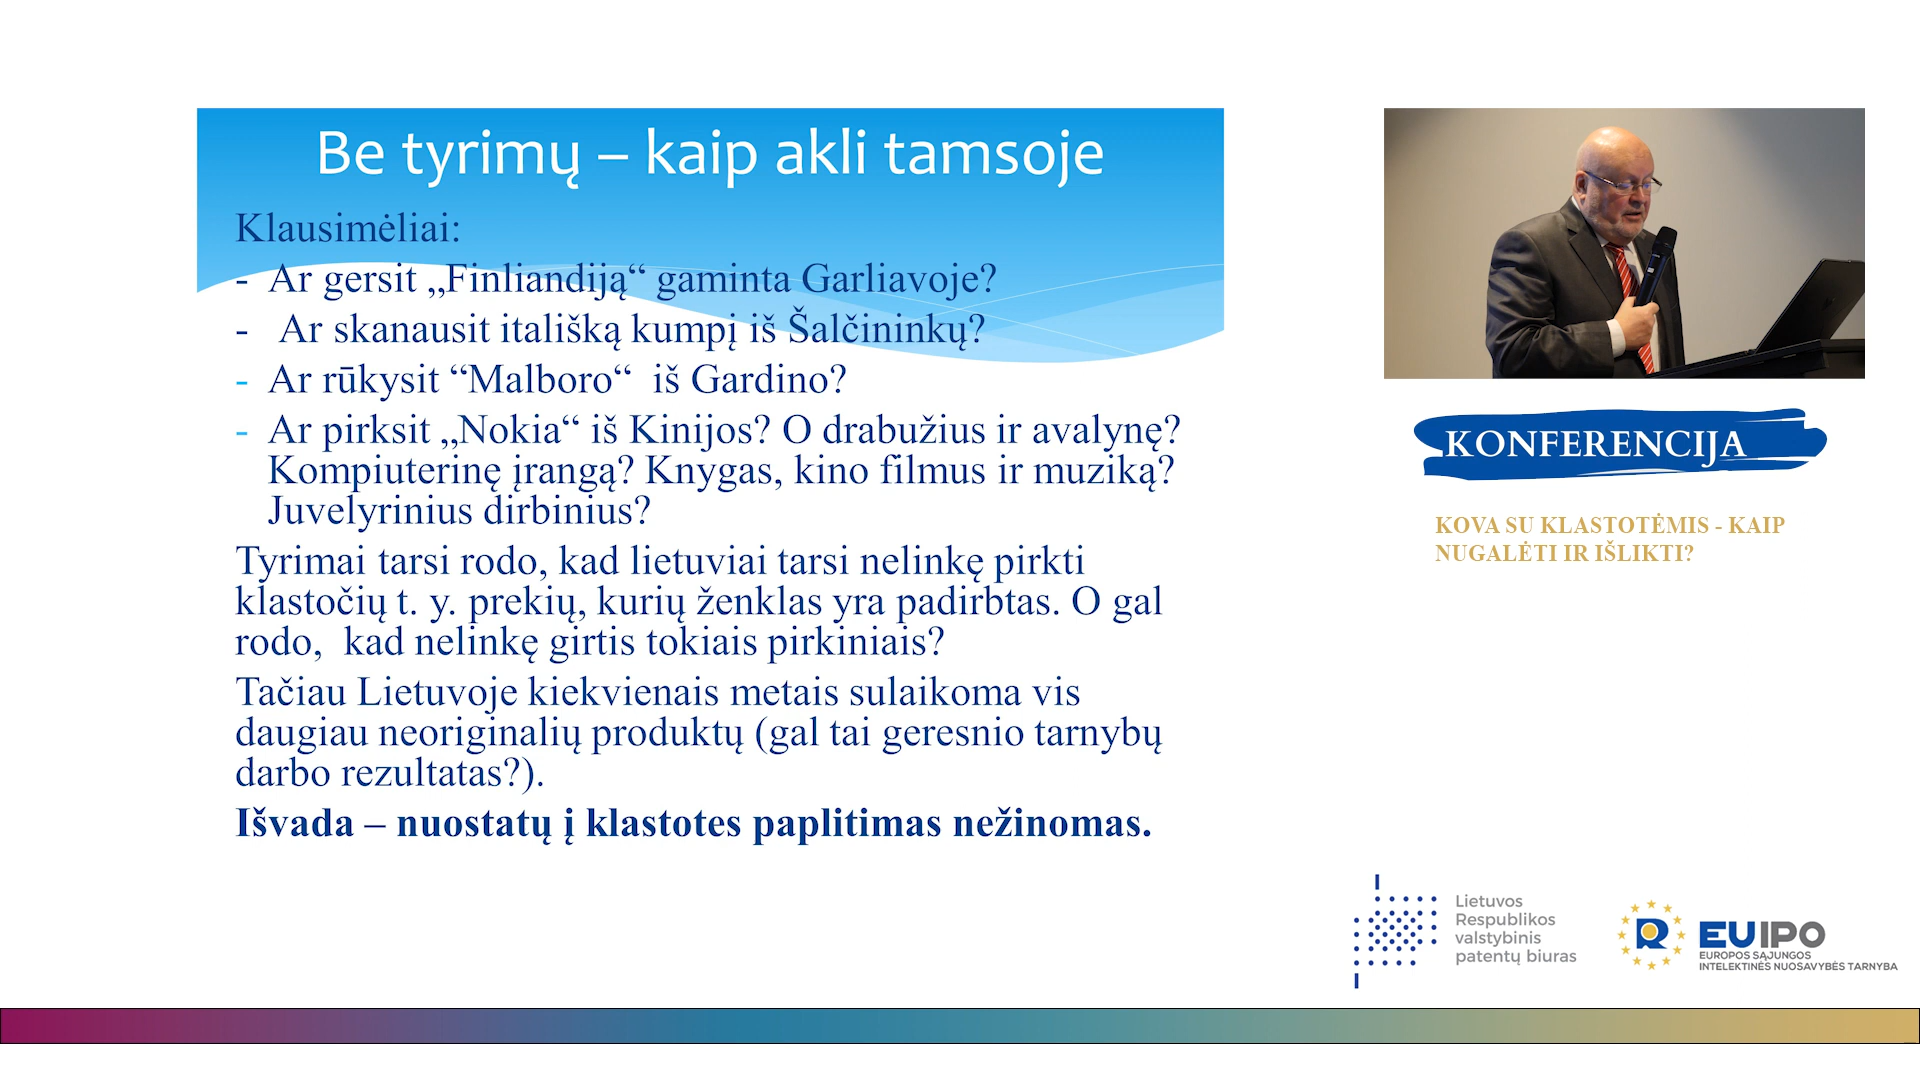 Be tyrimų – kaip akli tamsoje
Klausimėliai:
- Ar gersit „Finliandiją“ gaminta Garliavoje?
- Ar skanausit itališką kumpį iš Šalčininkų?
- Ar rūkysit “Malboro“ iš Gardino?
- Ar pirksit „Nokia“ iš Kinijos? O drabužius ir avalynę?
Kompiuterinę įrangą? Knygas, kino filmus ir muziką?
Juvelyrinius dirbinius?
Tyrimai tarsi rodo, kad lietuviai tarsi nelinkę pirkti
klastočių t. y. prekių, kurių ženklas yra padirbtas. O gal
rodo, kad nelinkę girtis tokiais pirkiniais?
Tačiau Lietuvoje kiekvienais metais sulaikoma vis
daugiau neoriginalių produktų (gal tai geresnio tarnybų
darbo rezultatas?).
Išvada – nuostatų į klastotes paplitimas nežinomas.
KONFERENCIJA
KOVA SU KLASTOTĖMIS - KAIP
NUGALĖTI IR IŠLIKTI?
Lietuvos
Respublikos
valstybinis
patentų biuras
EUIPO
EUROPOS SĄJUNGOS
INTELEKTINĖS NUOSAVYBĖS TARNYBA